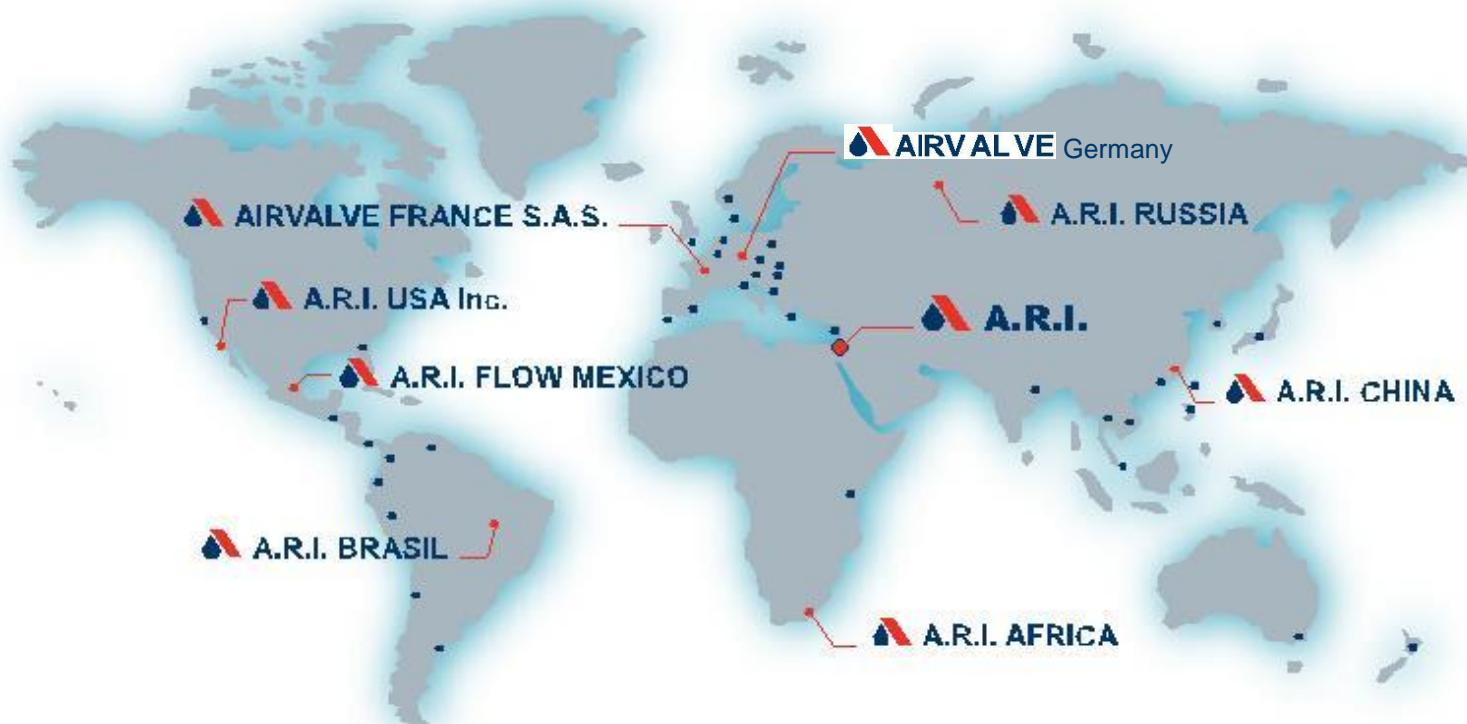 AIRVALVE Germany
AIRVALVE FRANCE S.A.S.
A.R.I. RUSSIA
A.R.I. USA Inc.
A.R.I.
A.R.I. FLOW MEXICO
A.R.I. CHINA
A.R.I. BRASIL
A.R.I. AFRICA